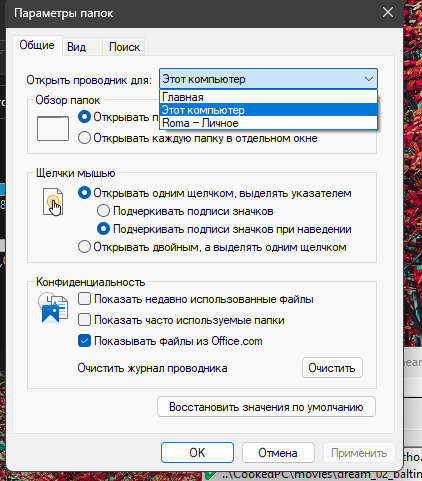 Параметры папок
Общие
Вид
Поиск
Открыть проводник для:
Этот компьютер
Главная
Этот компьютер
Roma – Личное
Обзор папок
Открывать
Открывать каждую папку в отдельном окне
Щелчки мышью
Открывать одним щелчком, выделять указателем
Подчеркивать подписи значков
Подчеркивать подписи значков при наведении
Открывать двойным, а выделять одним щелчком
Конфиденциальность
Показать недавно использованные файлы
Показать часто используемые папки
Показывать файлы из Office.com
Очистить журнал проводника
Очистить
Восстановить значения по умолчанию
OK
Отмена
Применить
..\CookedPC\movies\dream_02_baltin